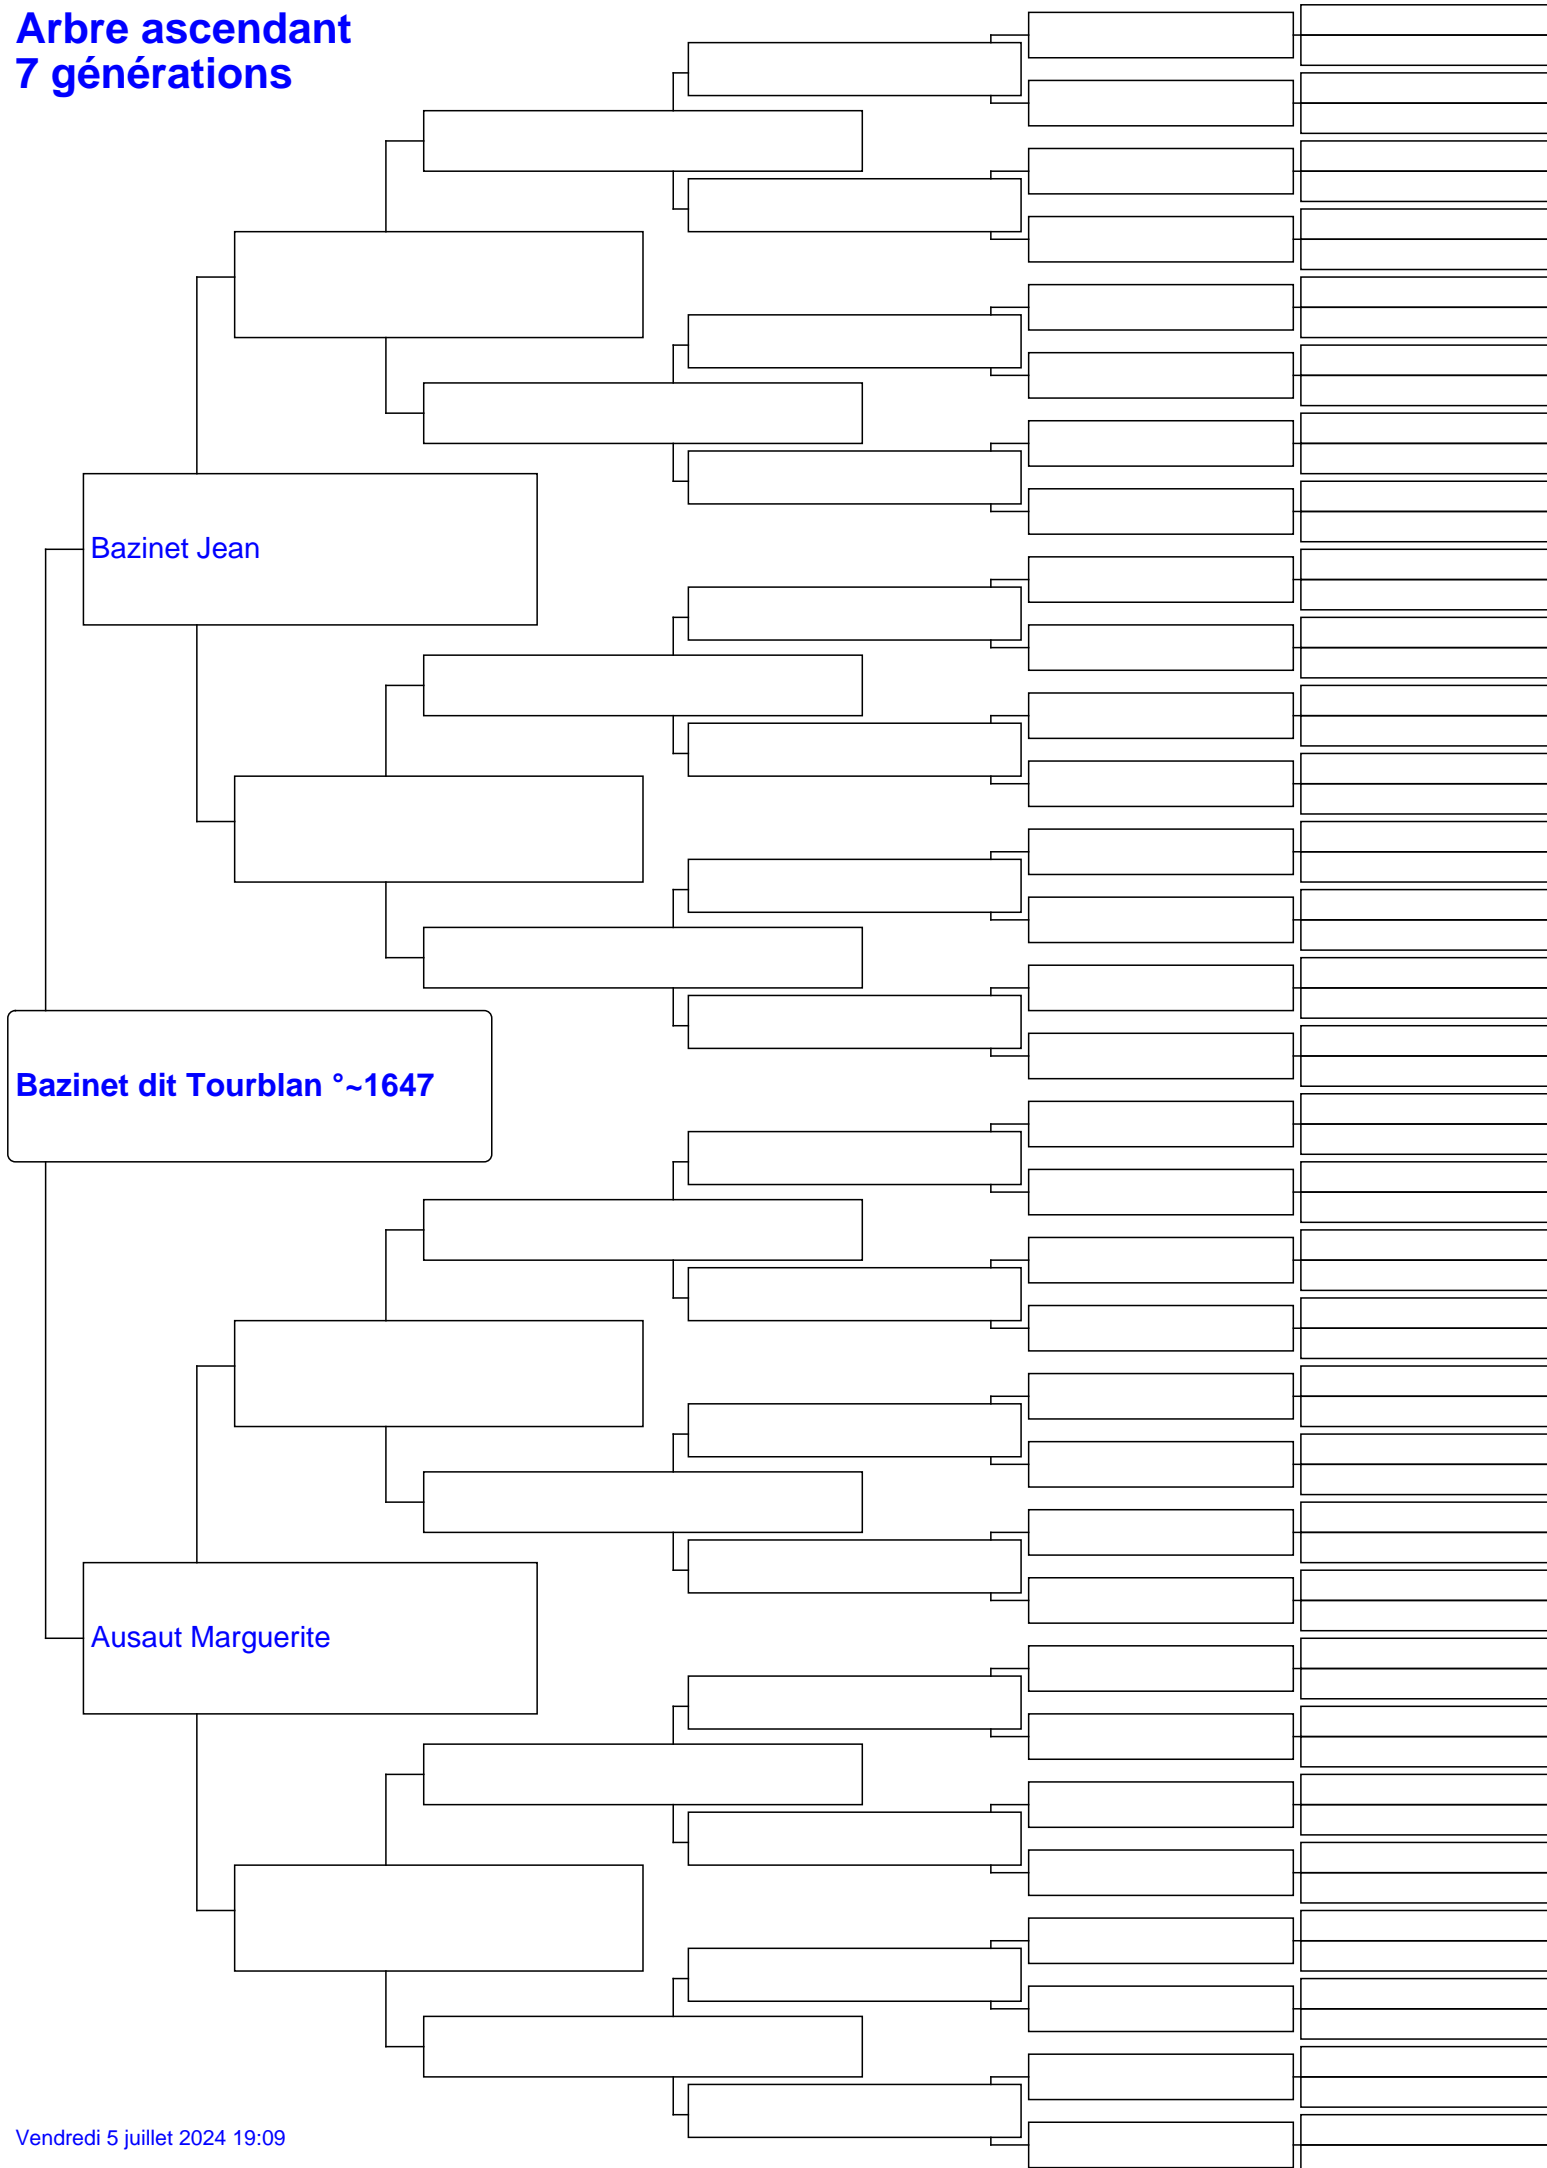 Arbre ascendant
7 générations
Bazinet Jean
Bazinet dit Tourblan °~1647
Ausaut Marguerite
Vendredi 5 juillet 2024 19:09